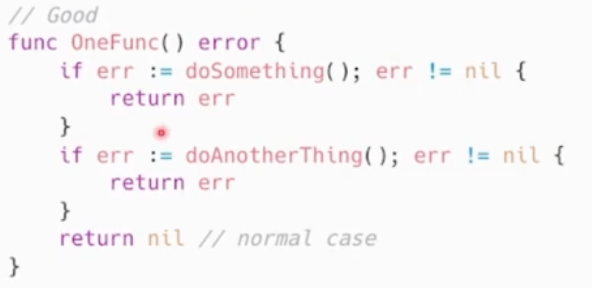 // Good
func OneFunc() error {
    if err := doSomething(); err != nil {
        return err
    }
    if err := doAnotherThing(); err != nil {
        return err
    }
    return nil // normal case
}